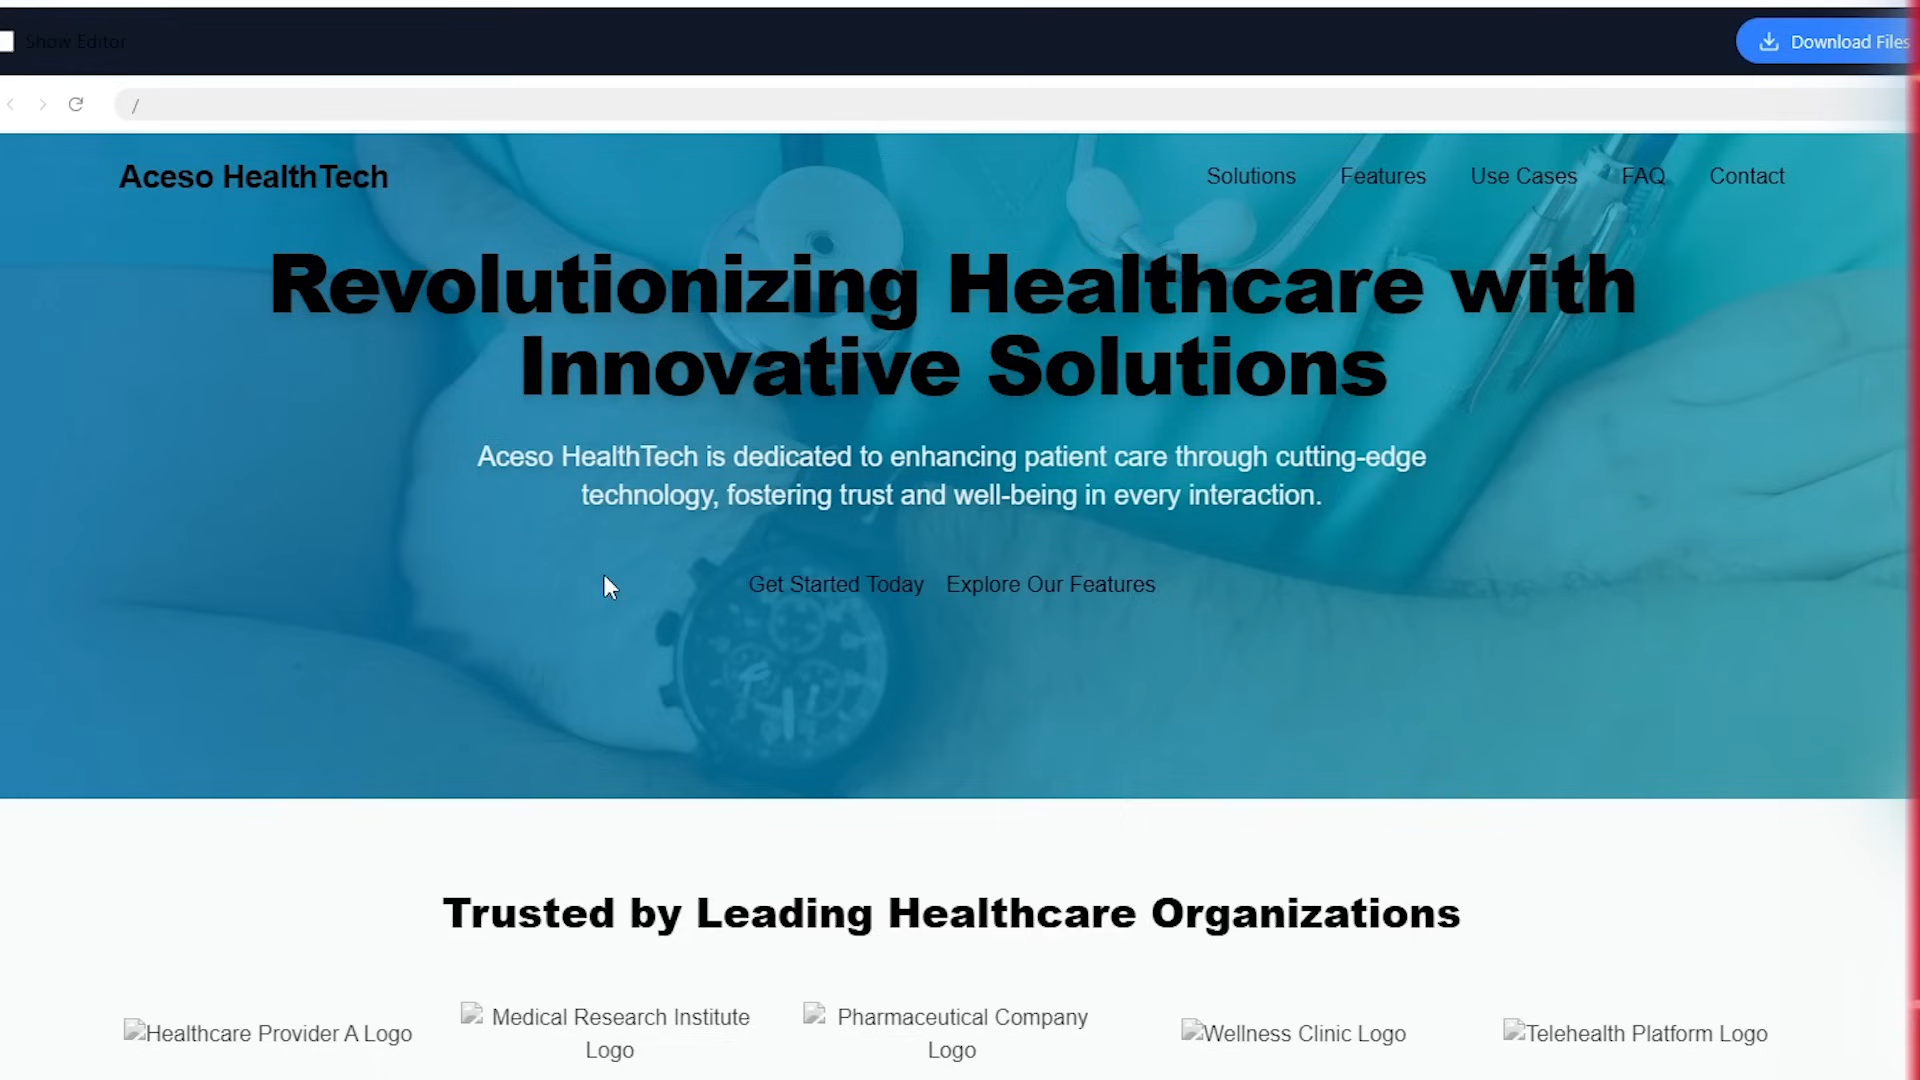 Show Editor
Download Files
/
Aceso HealthTech
Solutions
Features
Use Cases
FAQ
Contact
Revolutionizing Healthcare with
Innovative Solutions
Aceso HealthTech is dedicated to enhancing patient care through cutting-edge
technology, fostering trust and well-being in every interaction.
Get Started Today
Explore Our Features
Trusted by Leading Healthcare Organizations
Healthcare Provider A Logo
Medical Research Institute
Logo
Pharmaceutical Company
Logo
Wellness Clinic Logo
Telehealth Platform Logo